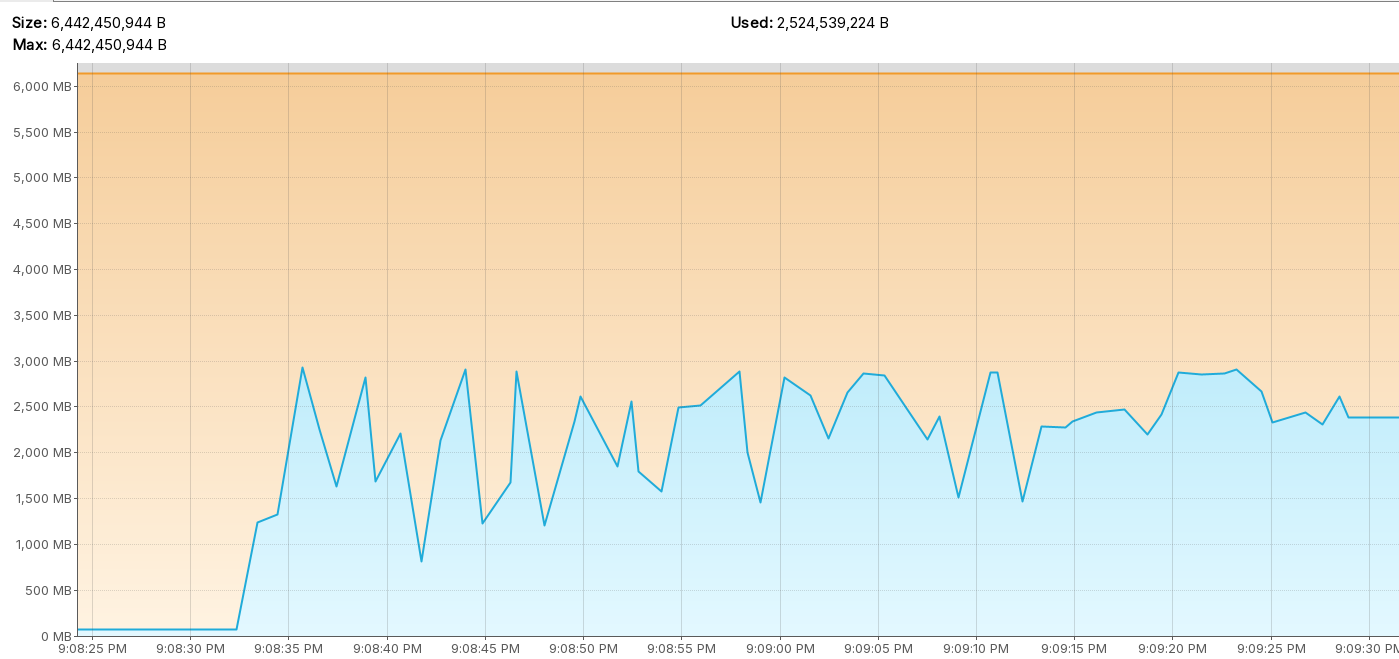 Size: 6,442,450,944 B
Used: 2,524,539,224 B
Max: 6,442,450,944 B
6,000 MB
5,500 MB
5,000 MB
4,500 MB
4,000 MB
3,500 MB
3,000 MB
2,500 MB
2,000 MB
1,500 MB
1,000 MB
500 MB
0 MB
9:08:25 PM 9:08:30 PM 9:08:35 PM 9:08:40 PM 9:08:45 PM 9:08:50 PM 9:08:55 PM 9:09:00 PM 9:09:05 PM 9:09:10 PM 9:09:15 PM 9:09:20 PM 9:09:25 PM 9:09:30